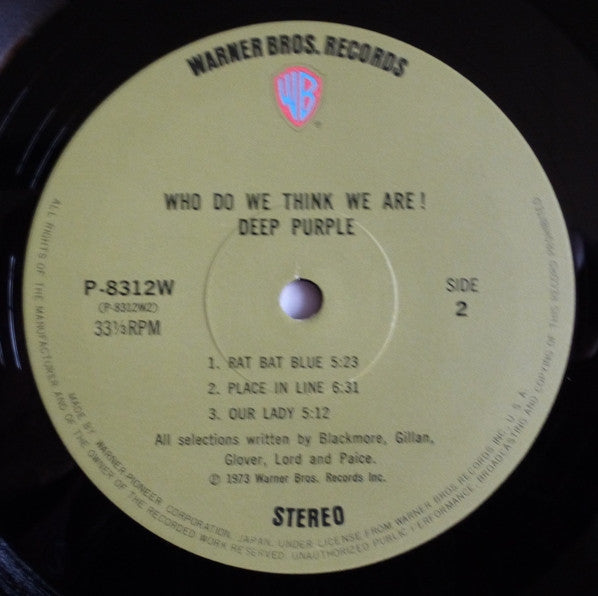 WARNER BROS. RECORDS
WB
WHO DO WE THINK WE ARE!
DEEP PURPLE
P-8312W
(P-8312W2)
33⅓RPM
SIDE
2
1. RAT BAT BLUE 5:23
2. PLACE IN LINE 6:31
3. OUR LADY 5:12
All selections written by Blackmore, Gillan,
Glover, Lord and Paice.
℗ 1973 Warner Bros. Records Inc.
STEREO
MADE BY WARNER-PIONEER CORPORATION, JAPAN, UNDER LICENSE FROM WARNER BROS RECORDS INC. U.S.A.
ALL RIGHTS OF THE MANUFACTURER AND OF THE OWNER OF THE RECORDED WORK RESERVED. UNAUTHORIZED PUBLIC PERFORMANCE, BROADCASTING AND COPYING OF THIS RECORD PROHIBITED